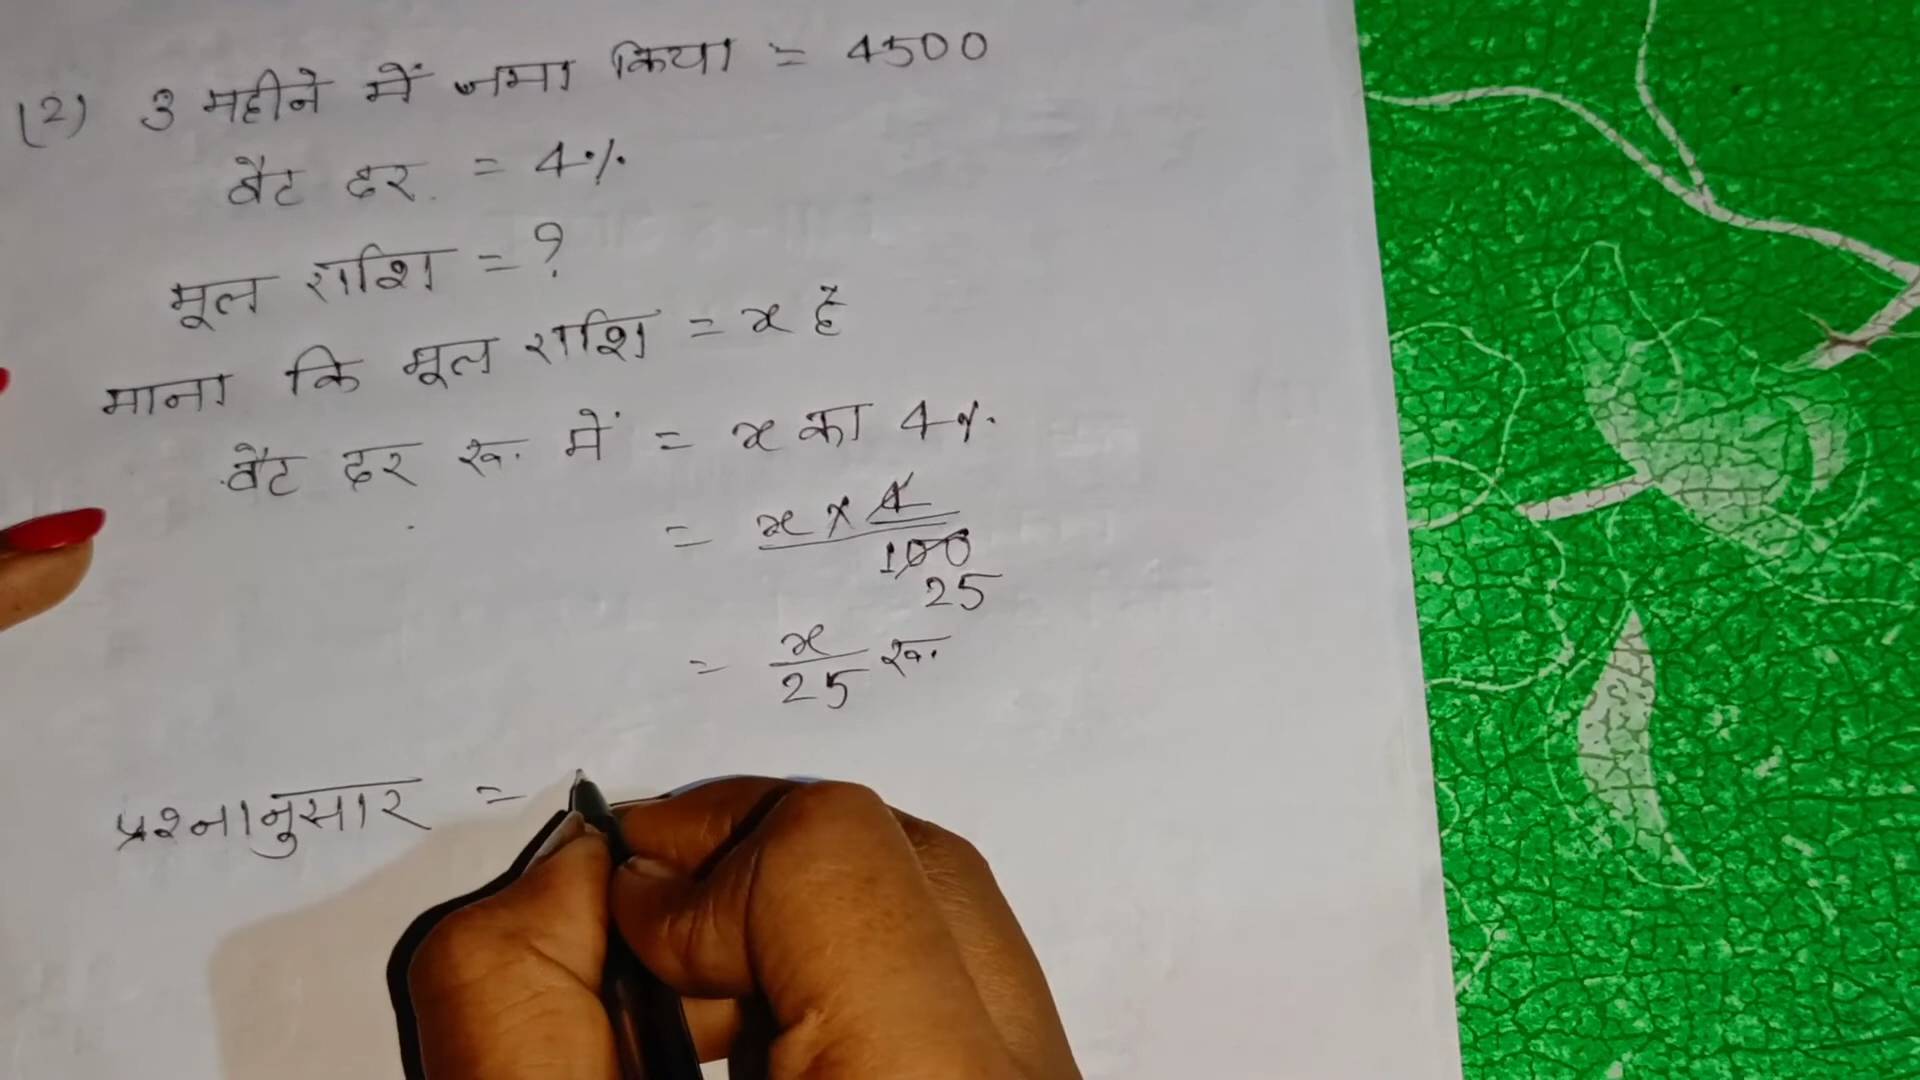 (2) 3 महीने में जमा किया = 4500
वैट दर = 4%
मूल राशि = ?
माना कि मूल राशि = x है
वैट दर रू. में = x का 4%
= x × 4/100
25
= x/25 रू.
प्रश्नानुसार =